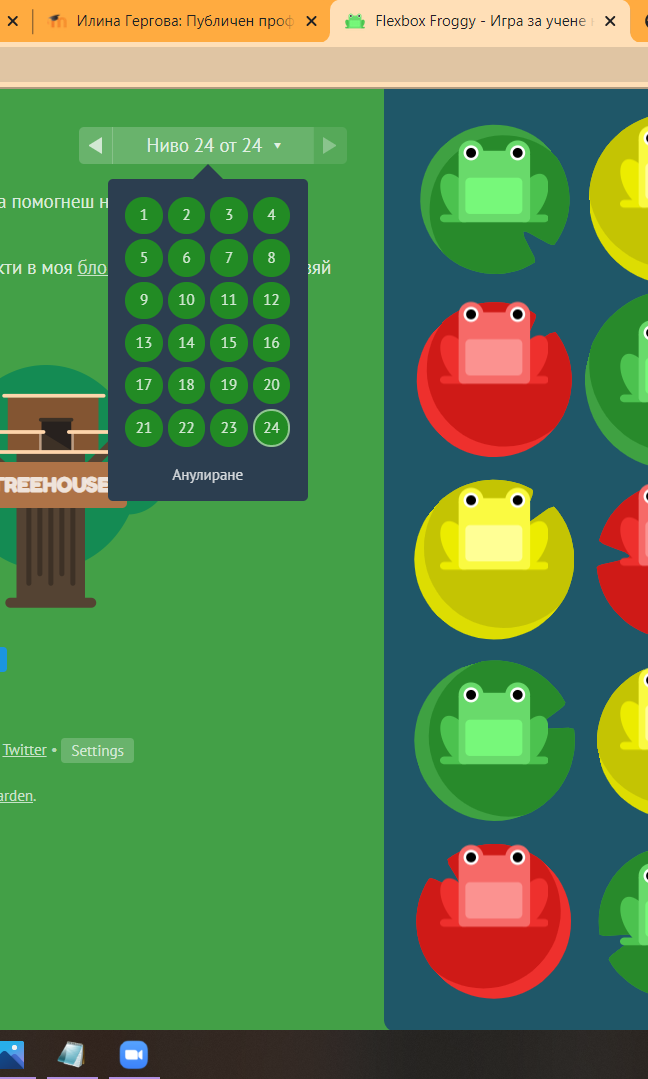 Илина Гергова: Публичен проф
Flexbox Froggy - Игра за учене
Ниво 24 от 24
а помогнеш н
1 2 3 4
кти в моя бло
вяй
5 6 7 8
9 10 11 12
13 14 15 16
17 18 19 20
21 22 23 24
Анулиране
TREEHOUSE
Twitter • Settings
arden.